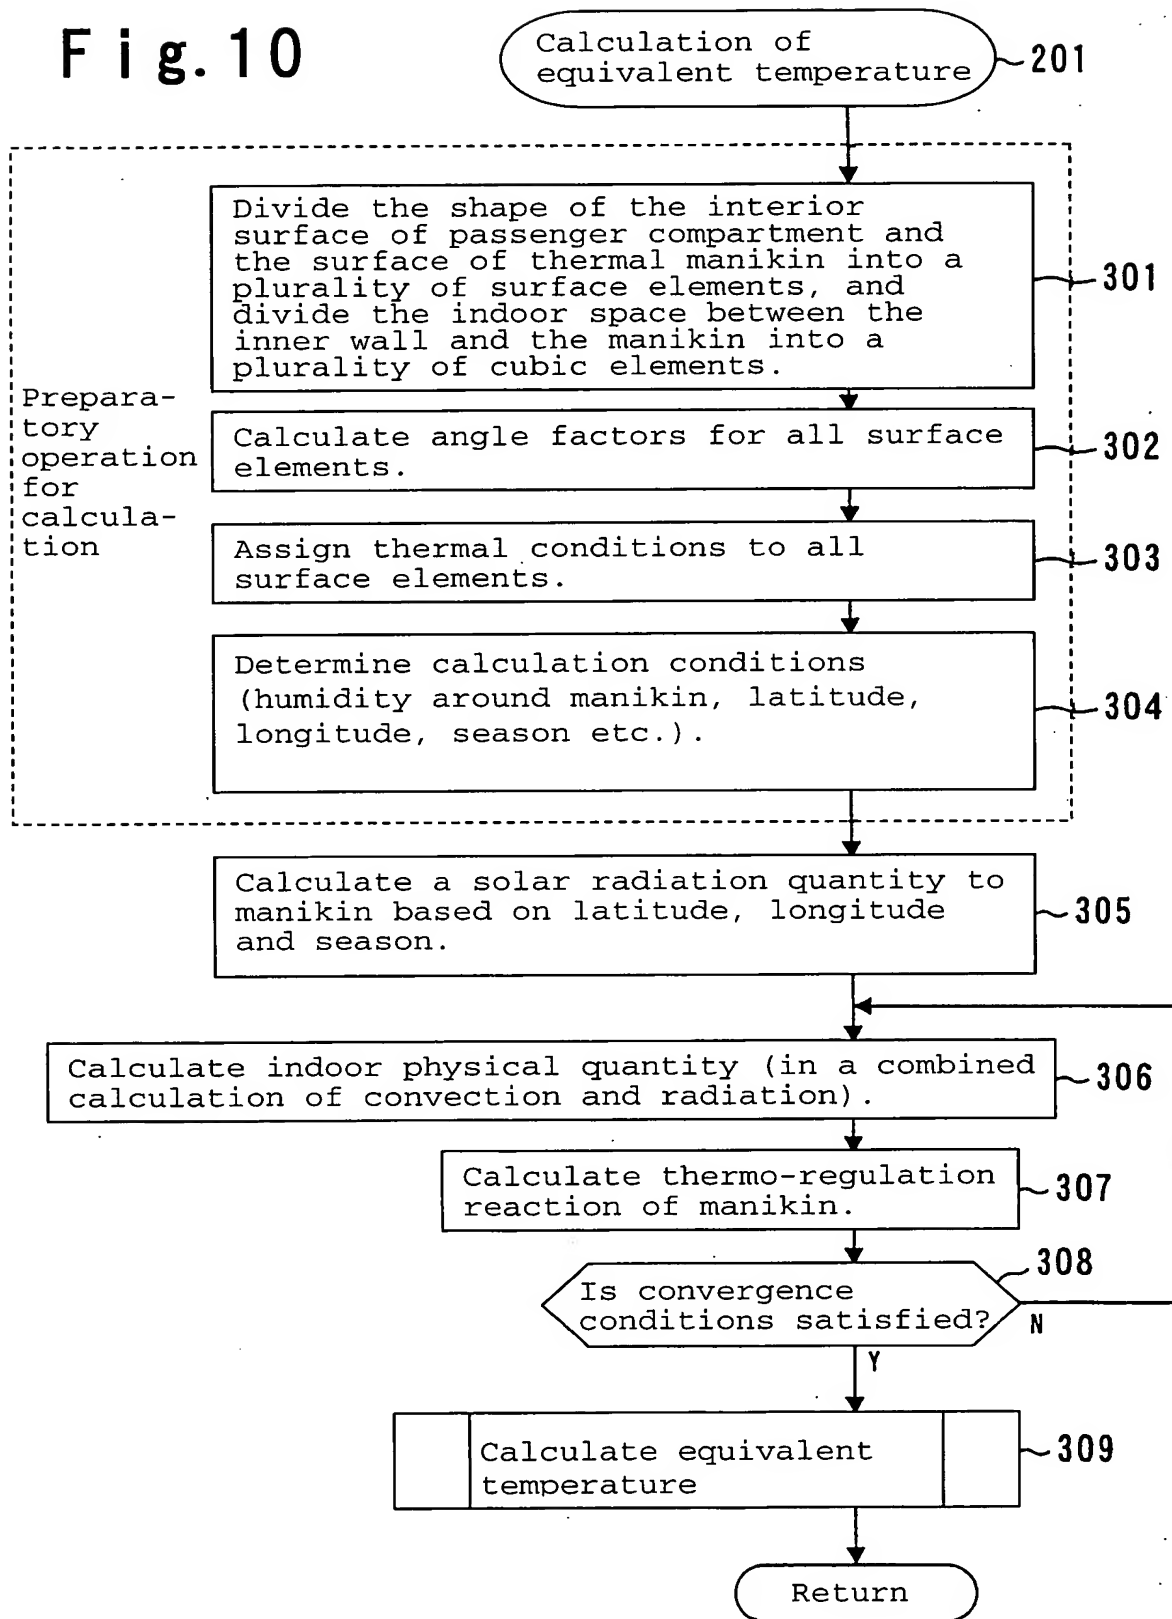 Fig. 10
Calculation of
equivalent temperature
201
Divide the shape of the interior
surface of passenger compartment and
the surface of thermal manikin into a
plurality of surface elements, and
divide the indoor space between the
inner wall and the manikin into a
plurality of cubic elements.
301
Prepara-
tory
operation
for
calcula-
tion
Calculate angle factors for all surface
elements.
302
Assign thermal conditions to all
surface elements.
303
Determine calculation conditions
(humidity around manikin, latitude,
longitude, season etc.).
304
Calculate a solar radiation quantity to
manikin based on latitude, longitude
and season.
305
Calculate indoor physical quantity (in a combined
calculation of convection and radiation).
306
Calculate thermo-regulation
reaction of manikin.
307
Is convergence
conditions satisfied?
308
N
Y
Calculate equivalent
temperature
309
Return